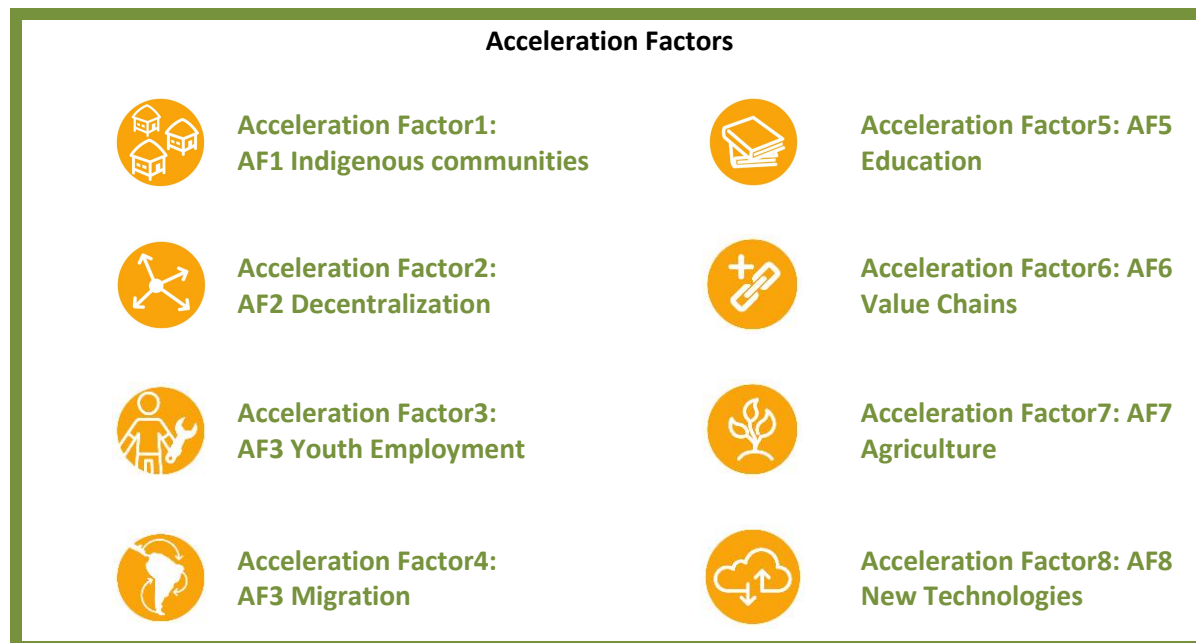 Acceleration Factors
Acceleration Factor1:
AF1 Indigenous communities
Acceleration Factor2:
AF2 Decentralization
Acceleration Factor3:
AF3 Youth Employment
Acceleration Factor4:
AF3 Migration
Acceleration Factor5: AF5
Education
Acceleration Factor6: AF6
Value Chains
Acceleration Factor7: AF7
Agriculture
Acceleration Factor8: AF8
New Technologies